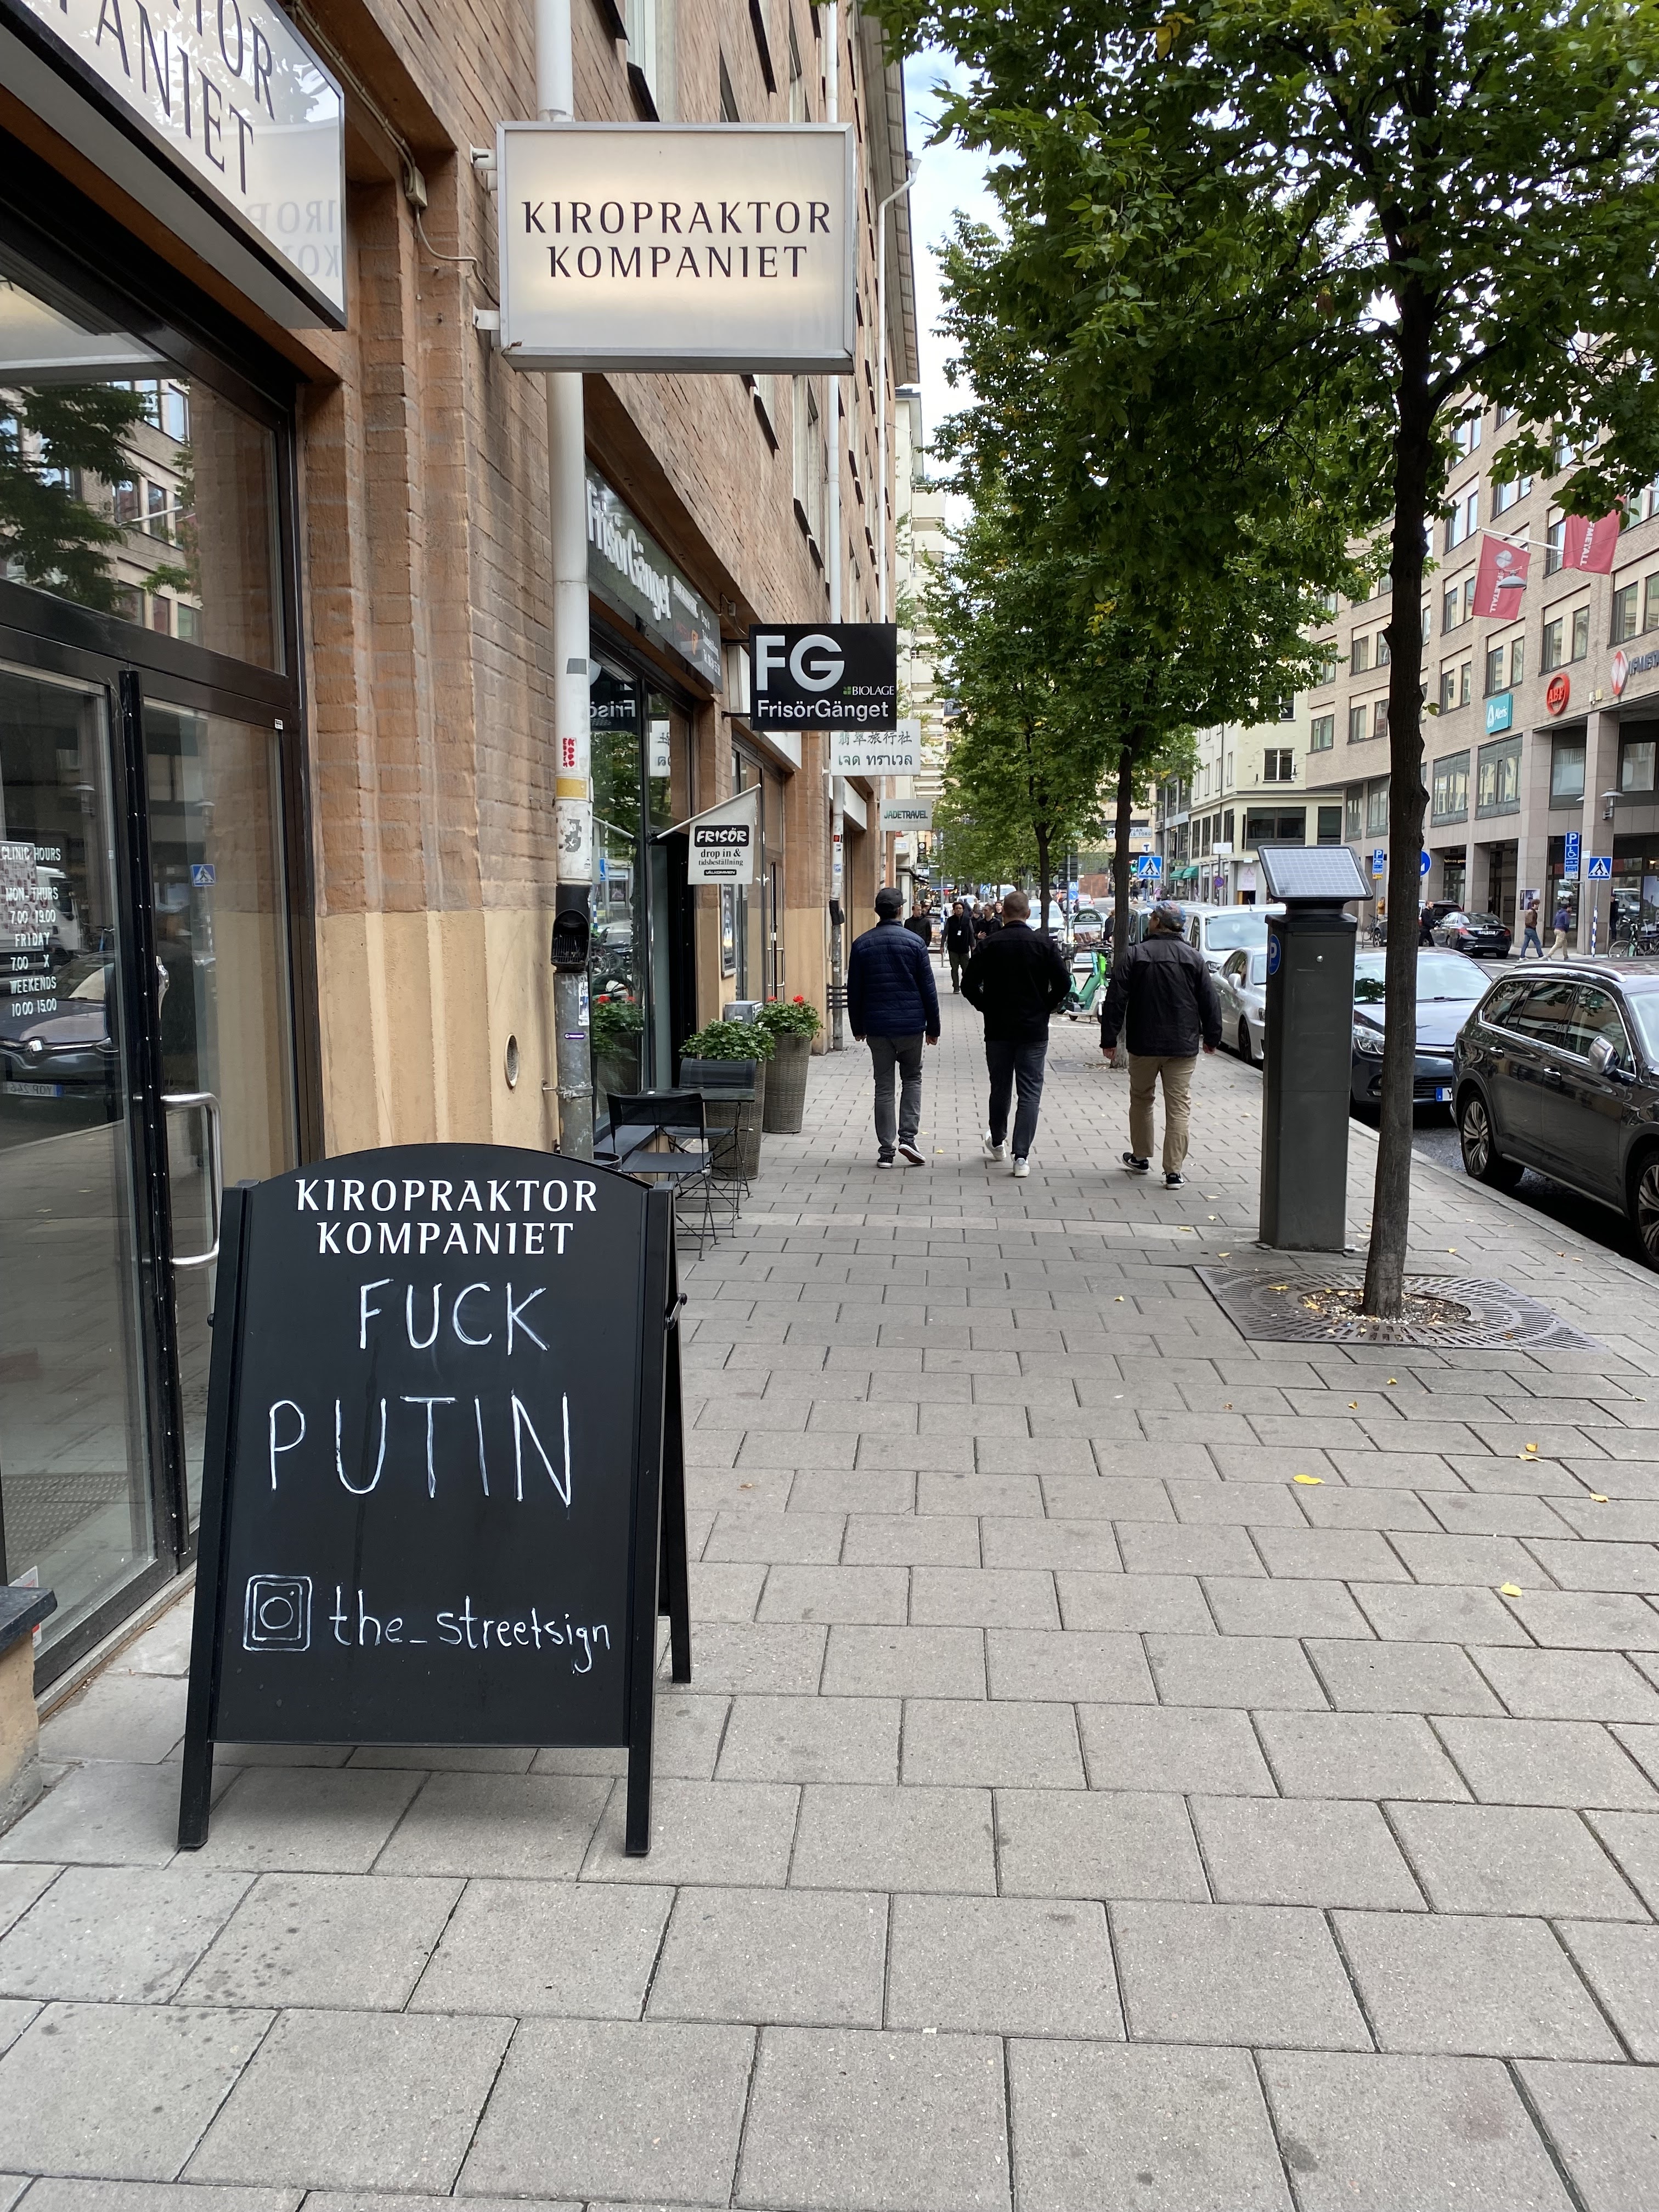 KIROPRAKTOR
KOMPANIET
FrisörGänget
FG
BIOLAGE
FrisörGänget
翡翠旅行社
เจด ทราเวล
JADETRAVEL
FRISÖR
drop in &
tidsbeställning
VÄLKOMMEN
CLINIC HOURS
MON-THURS
7.00 19.00
FRIDAY
7.00 X
WEEKENDS
10 00 15.00
KIROPRAKTOR
KOMPANIET
FUCK
PUTIN
the_streetsign